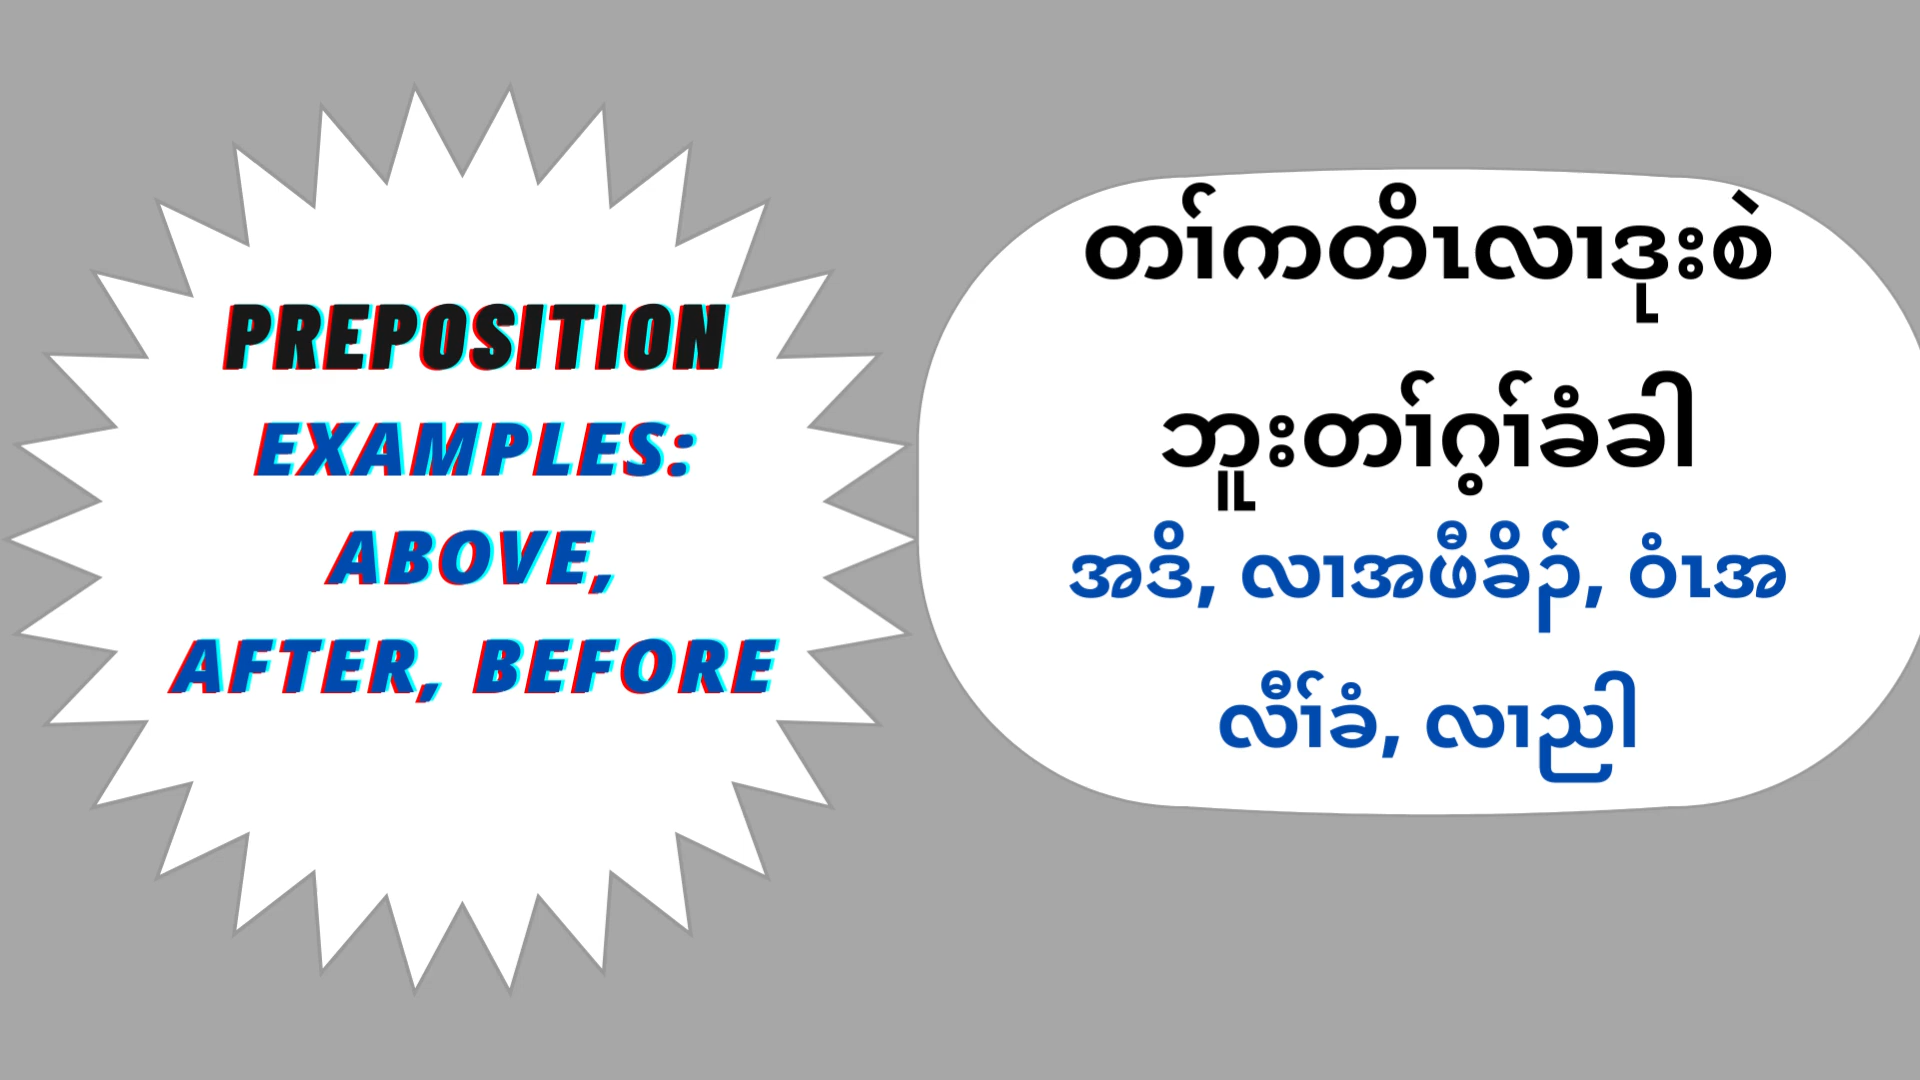 PREPOSITION
EXAMPLES:
ABOVE,
AFTER, BEFORE
တၢ်ကတိၤလၢဒုးစဲ
ဘူးတၢ်ဂ့ၢ်ခံခါ
အဒိ, လၢအဖီခိၣ်, ဝံၤအ
လီၢ်ခံ, လၢညါ